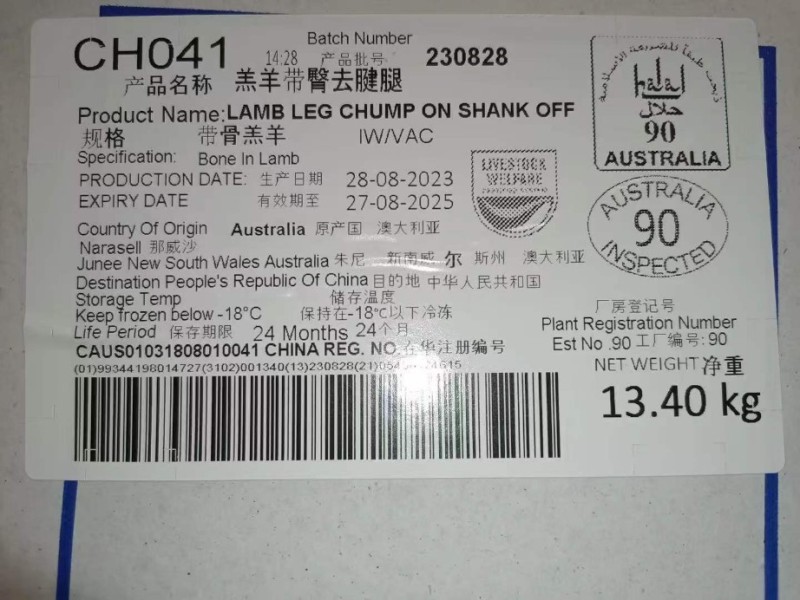 CH041 14:28 Batch Number 产品批号 230828
产品名称 羔羊带臀去腱腿
Product Name:LAMB LEG CHUMP ON SHANK OFF
规格 带骨羔羊 IW/VAC
Specification: Bone In Lamb
PRODUCTION DATE: 生产日期 28-08-2023
EXPIRY DATE 有效期至 27-08-2025
Country Of Origin Australia 原产国 澳大利亚
Narasell 那威沙
Junee New South Wales Australia 朱尼 新南威 尔 斯州 澳大利亚
Destination People's Republic Of China 目的地 中华人民共和国
Storage Temp 储存温度
Keep frozen below -18°C 保持在-18℃以下冷冻
Life Period 保存期限 24 Months 24个月
CAUS01031808010041 CHINA REG. NO.在华注册编号
(01)99344198014727(3102)001340(13)230828(21)
halal
حلال
90
AUSTRALIA
LIVESTOCK
WELFARE
AUSTRALIA
90
INSPECTED
厂房登记号
Plant Registration Number
Est No .90 工厂编号: 90
NET WEIGHT 净重
13.40 kg